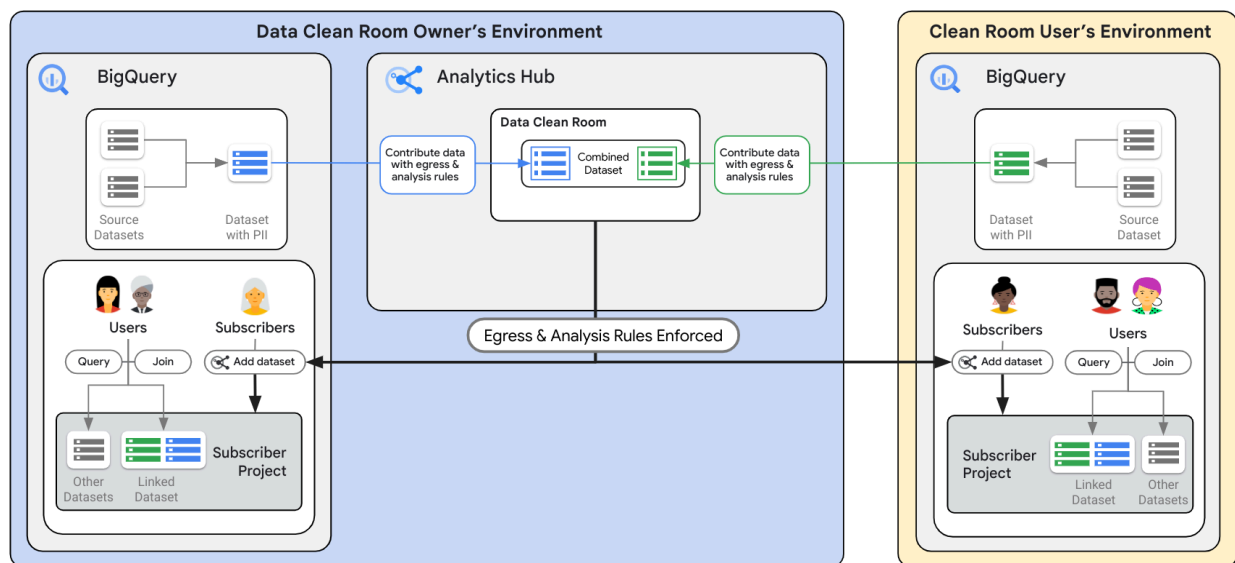 Data Clean Room Owner's Environment
BigQuery
Source
Datasets
Dataset
with PII
Analytics Hub
Contribute data
with egress &
analysis rules
Data Clean Room
Combined
Dataset
Contribute data
with egress &
analysis rules
Egress & Analysis Rules Enforced
Users
Subscribers
Query
Join
Add dataset
Other
Datasets
Linked
Dataset
Subscriber
Project
Clean Room User's Environment
BigQuery
Dataset
with PII
Source
Dataset
Subscribers
Users
Add dataset
Query
Join
Subscriber
Project
Linked
Dataset
Other
Datasets